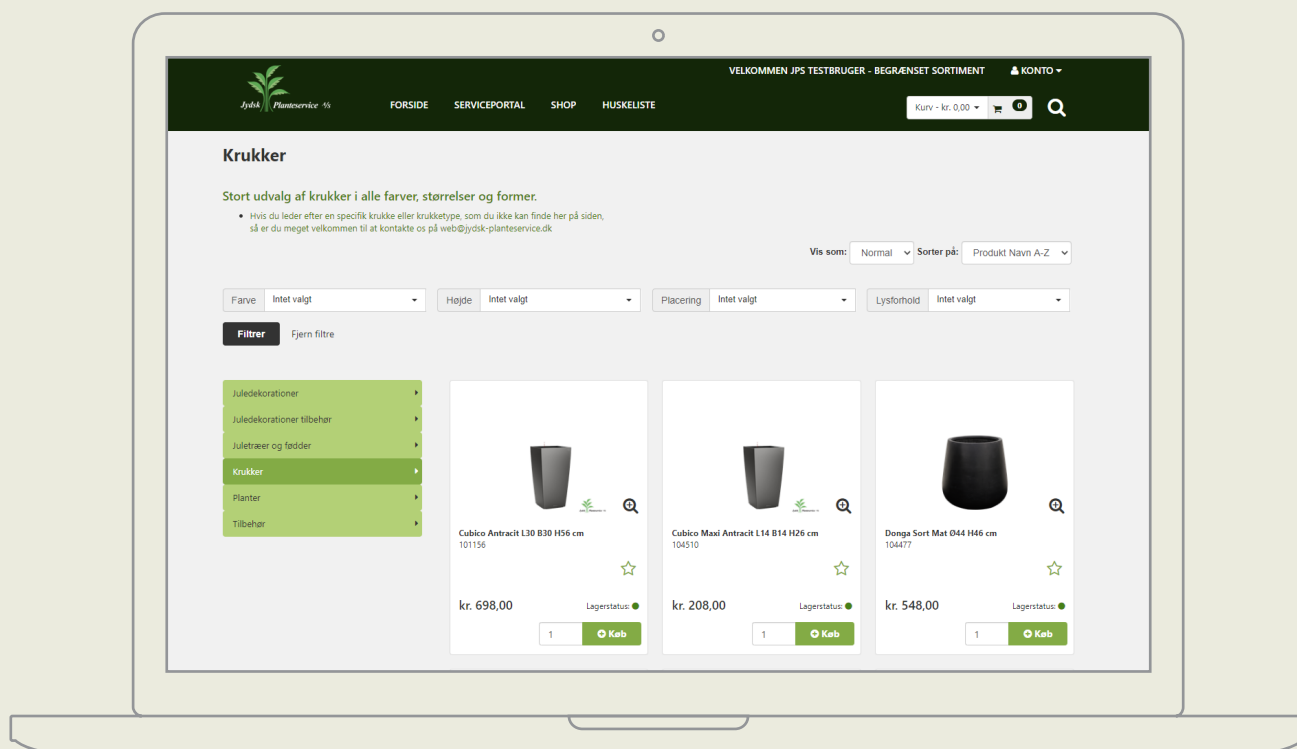 VELKOMMEN JPS TESTBRUGER - BEGRÆNSET SORTIMENT KONTO
Jydsk Planteservice A/S
FORSIDE SERVICEPORTAL SHOP HUSKELISTE
Kurv - kr. 0,00 0
Krukker
Stort udvalg af krukker i alle farver, størrelser og former.
• Hvis du leder efter en specifik krukke eller krukketype, som du ikke kan finde her på siden,
så er du meget velkommen til at kontakte os på web@jydsk-planteservice.dk
Vis som: Normal Sorter på: Produkt Navn A-Z
Farve Intet valgt Højde Intet valgt Placering Intet valgt Lysforhold Intet valgt
Filtrer Fjern filtre
Juledekorationer
Juledekorationer tilbehør
Juletræer og fødder
Krukker
Planter
Tilbehør
Cubico Antracit L30 B30 H56 cm
101156
kr. 698,00 Lagerstatus:
1 Køb
Cubico Maxi Antracit L14 B14 H26 cm
104510
kr. 208,00 Lagerstatus:
1 Køb
Donga Sort Mat Ø44 H46 cm
104477
kr. 548,00 Lagerstatus:
1 Køb